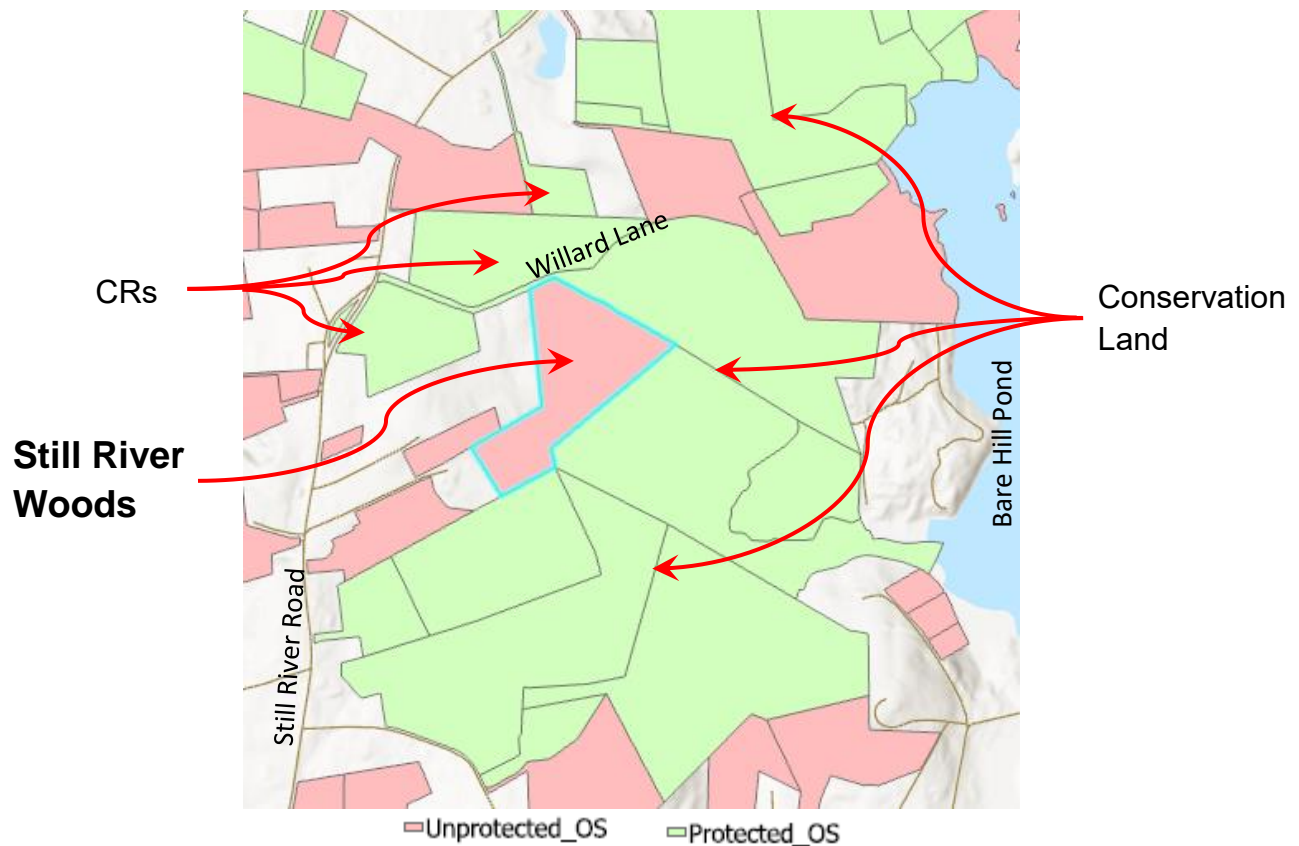 Willard Lane
CRs
Conservation
Land
Still River
Woods
Bare Hill Pond
Still River Road
Unprotected_OS
Protected_OS